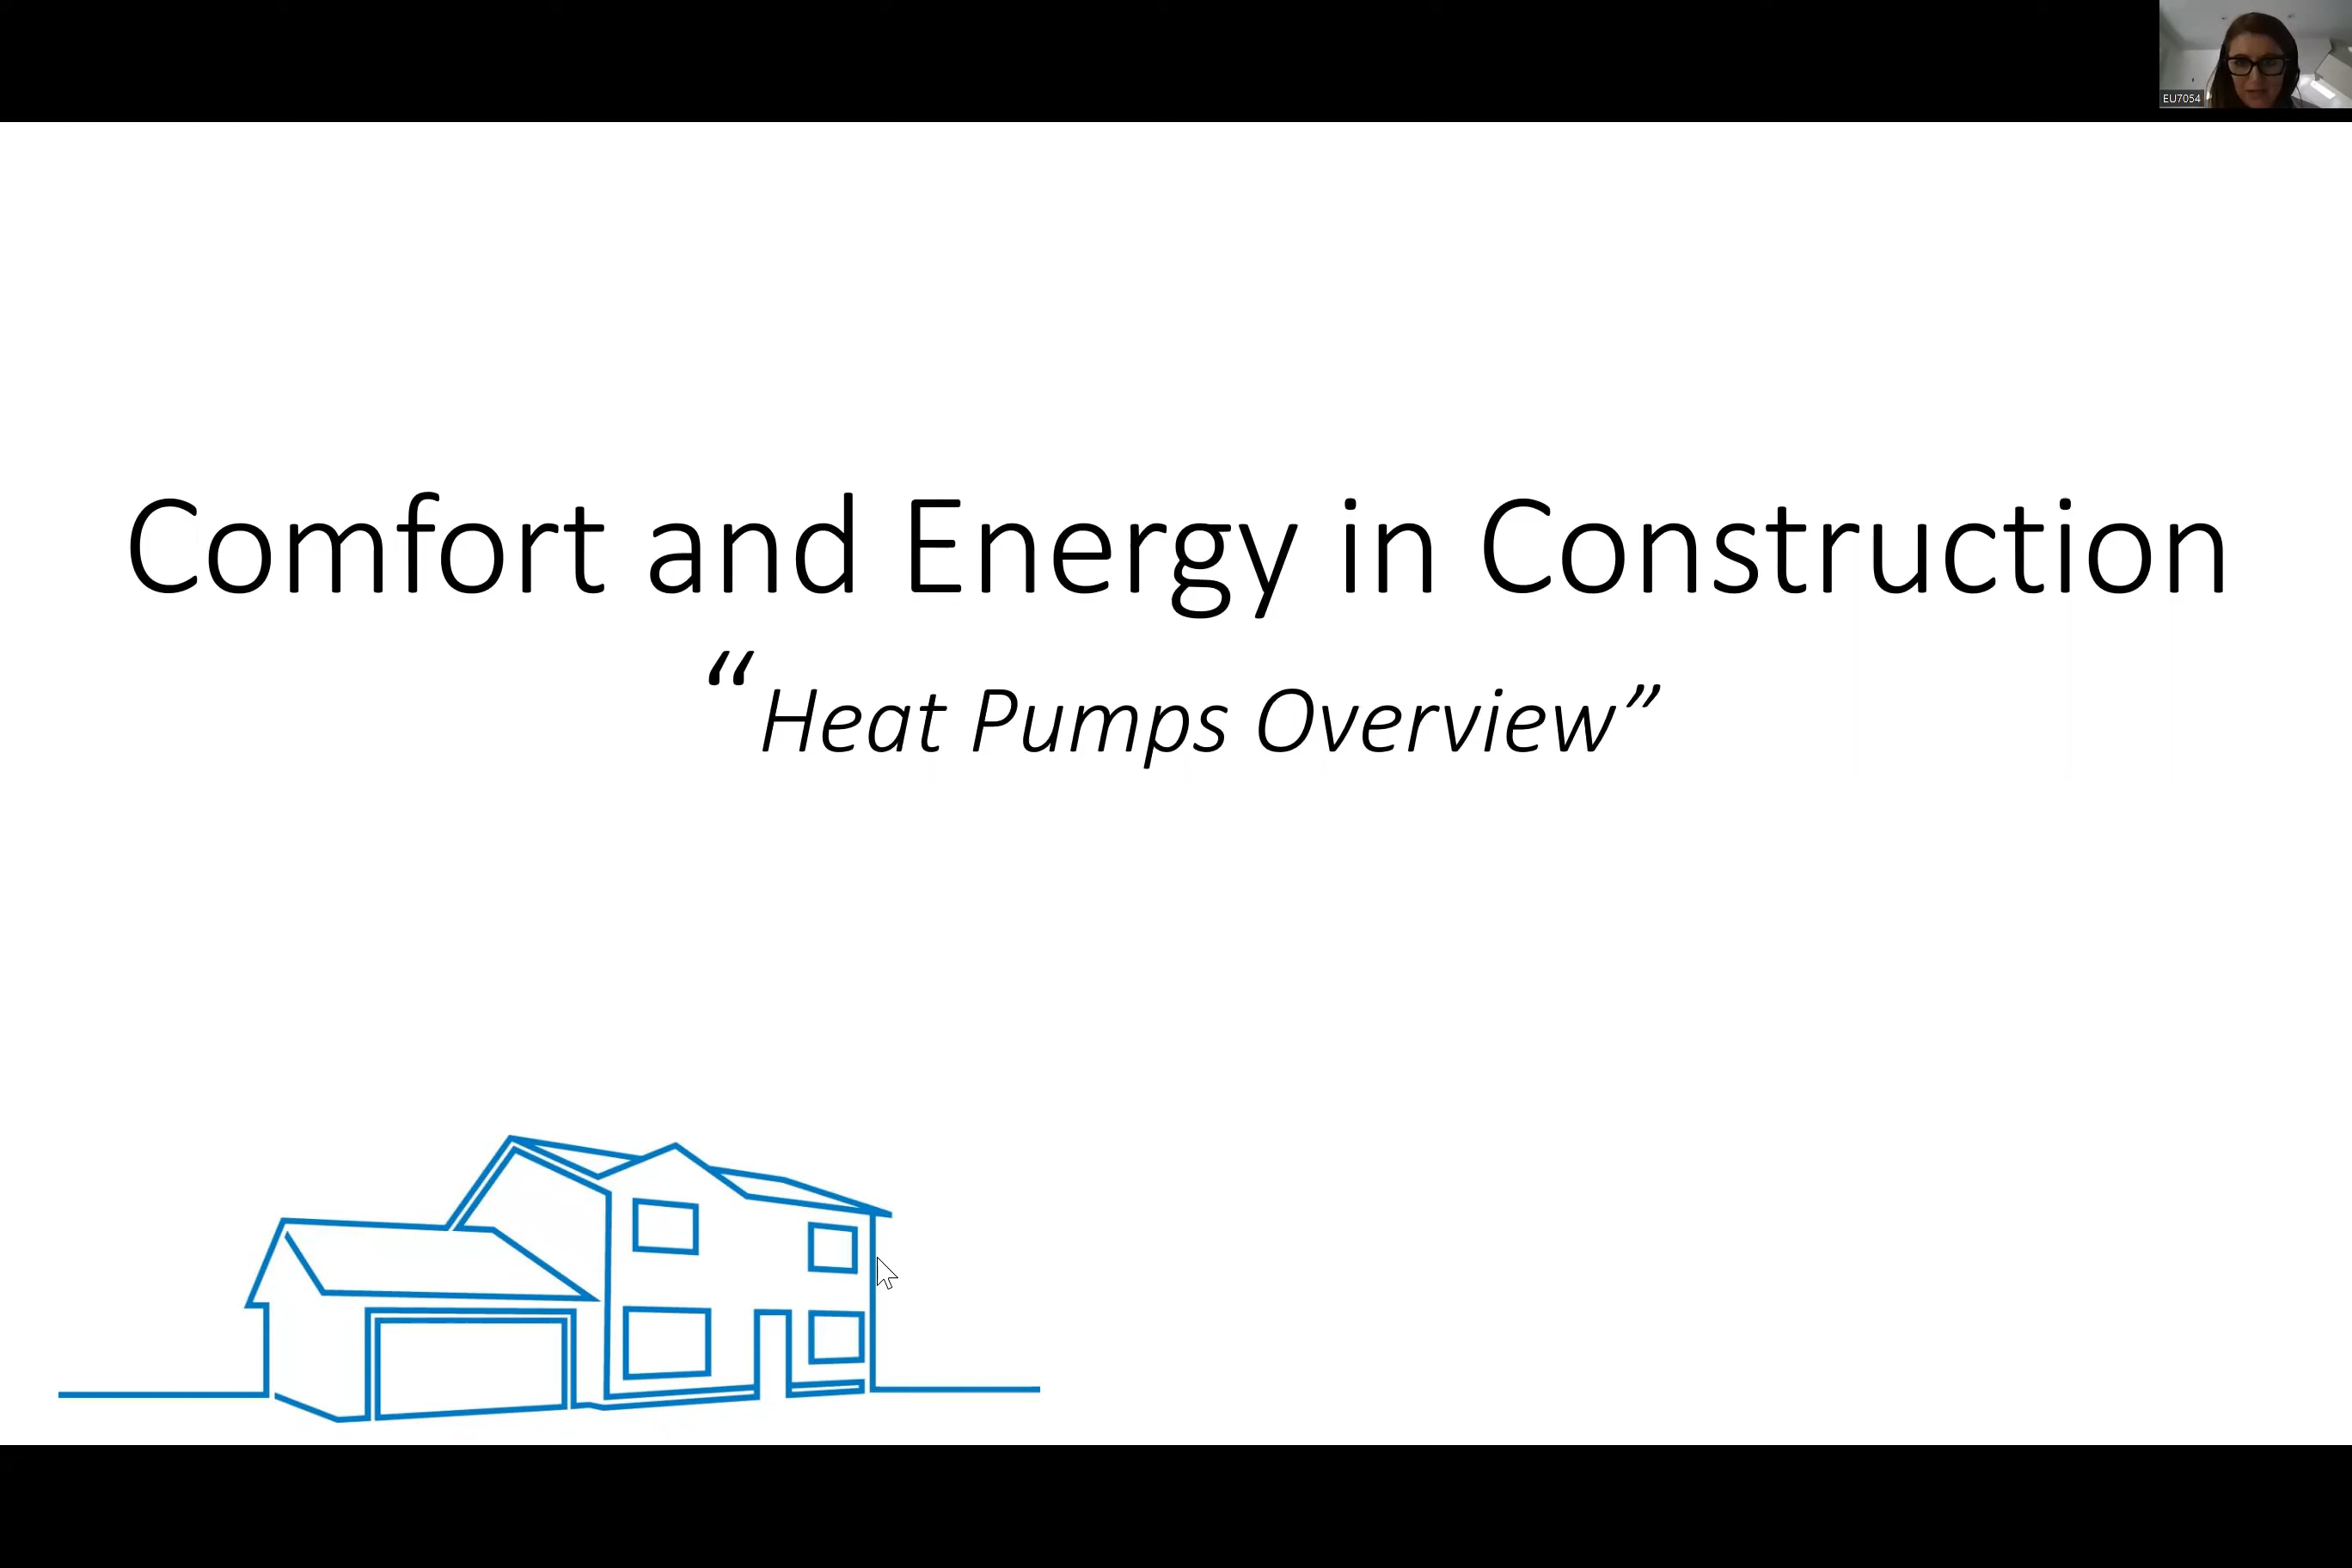 EU7054
Comfort and Energy in Construction
“Heat Pumps Overview”